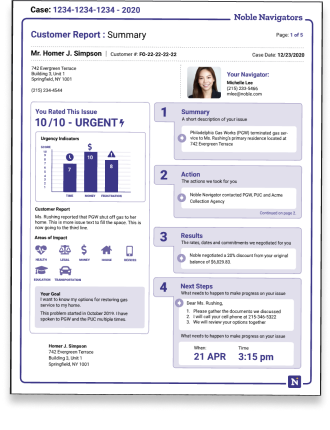 Case: 1234-1234-1234 - 2020
Noble Navigators
Customer Report : Summary
Page: 1 of 5
Mr. Homer J. Simpson | Customer #: FO-22-22-22-22
Case Date: 12/23/2020
742 Evergreen Terrace
Building 2, Unit 1
Springfield, NY 1001
(215) 234-4544
Your Navigator:
Michelle Lee
(215) 233-5466
mlee@noble.com
You Rated This Issue
10/10 - URGENT
Urgency Indicators
SCORE
7
10
8
TIME
MONEY
FRUSTRATION
Customer Report
Ms. Rushing reported that PGW shut off gas to her
home. This is more issue text to fill the space. This is
now going to the third line.
Areas of Impact
HEALTH
LEGAL
MONEY
HOUSE
SERVICES
EDUCATION
TRANSPORTATION
Your Goal
I want to know my options for restoring gas
service to my home.
This problem started in October 2019. I have
spoken to PGW and the PUC multiple times.
Homer J. Simpson
742 Evergreen Terrace
Building 2, Unit 1
Springfield, NY 1001
1
Summary
A short description of your issue
Philadelphia Gas Works (PGW) terminated gas ser-
vice to Ms. Rushing's primary residence located at
742 Evergreen Terrace
2
Action
The actions we took for you
Noble Navigator contacted PGW, PUC and Acme
Collection Agency
Continued on page 2
3
Results
The rates, dates and commitments we negotiated for you
Noble negotiated a 20% discount from your original
balance of $6,829.83.
4
Next Steps
What needs to happen to make progress on your issue
Dear Ms. Rushing,
1. Please gather the documents we discussed
2. I will call your cell phone at 215-346-5322
3. We will review your options together
What needs to happen to make progress on your issue
When:
21 APR
Time
3:15 pm
N